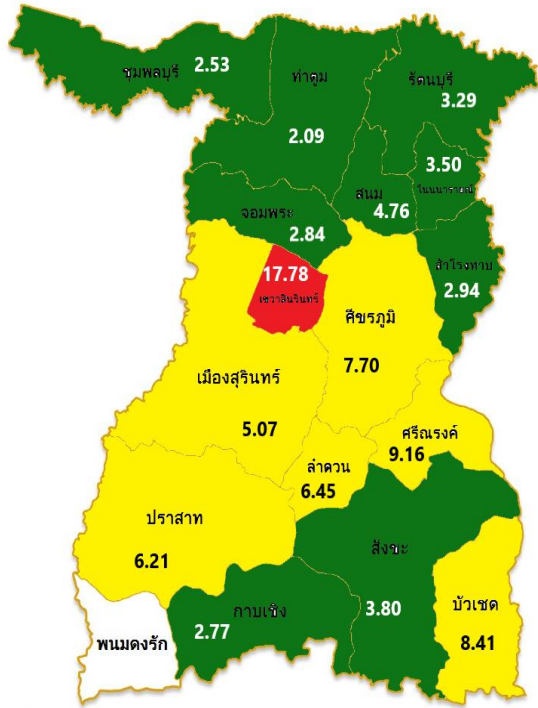 ชุมพลบุรี 2.53
ท่าตูม
2.09
รัตนบุรี
3.29
3.50
โนนนารายณ์
สนม
4.76
จอมพระ
2.84
สำโรงทาบ
2.94
17.78
เขวาสินรินทร์
ศีขรภูมิ
7.70
เมืองสุรินทร์
5.07
ศรีณรงค์
9.16
ลำดวน
6.45
ปราสาท
6.21
สังขะ
3.80
บัวเชด
8.41
กาบเชิง
2.77
พนมดงรัก